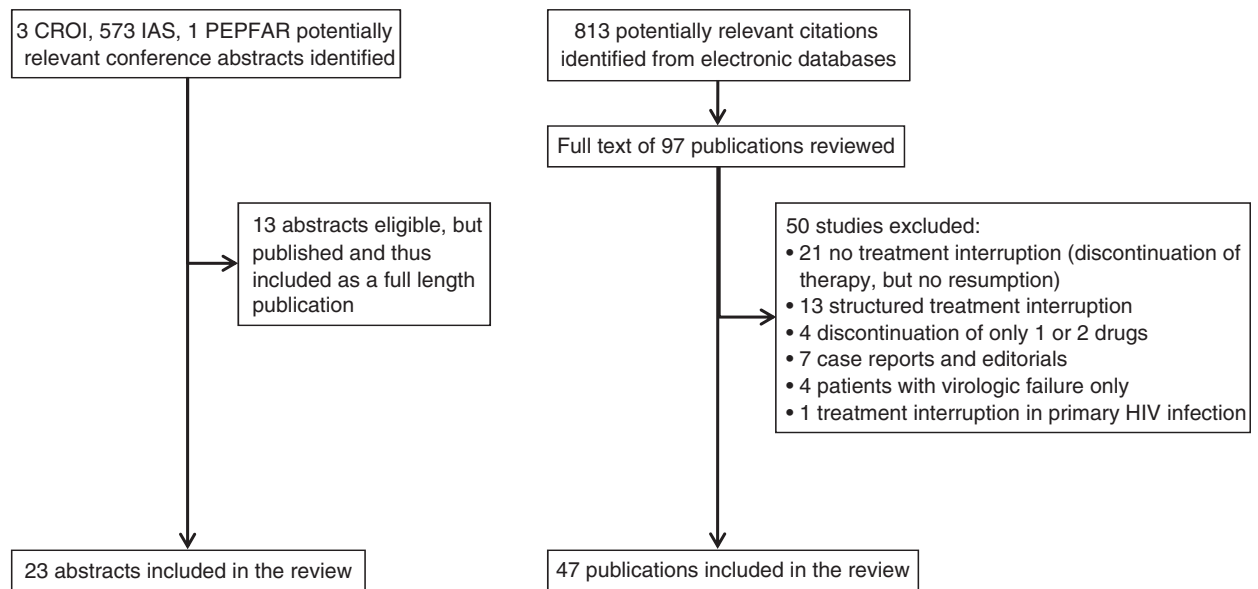 3 CROI, 573 IAS, 1 PEPFAR potentially
relevant conference abstracts identified
813 potentially relevant citations
identified from electronic databases
Full text of 97 publications reviewed
13 abstracts eligible, but
published and thus
included as a full length
publication
50 studies excluded:
• 21 no treatment interruption (discontinuation of
therapy, but no resumption)
• 13 structured treatment interruption
• 4 discontinuation of only 1 or 2 drugs
• 7 case reports and editorials
• 4 patients with virologic failure only
• 1 treatment interruption in primary HIV infection
23 abstracts included in the review
47 publications included in the review